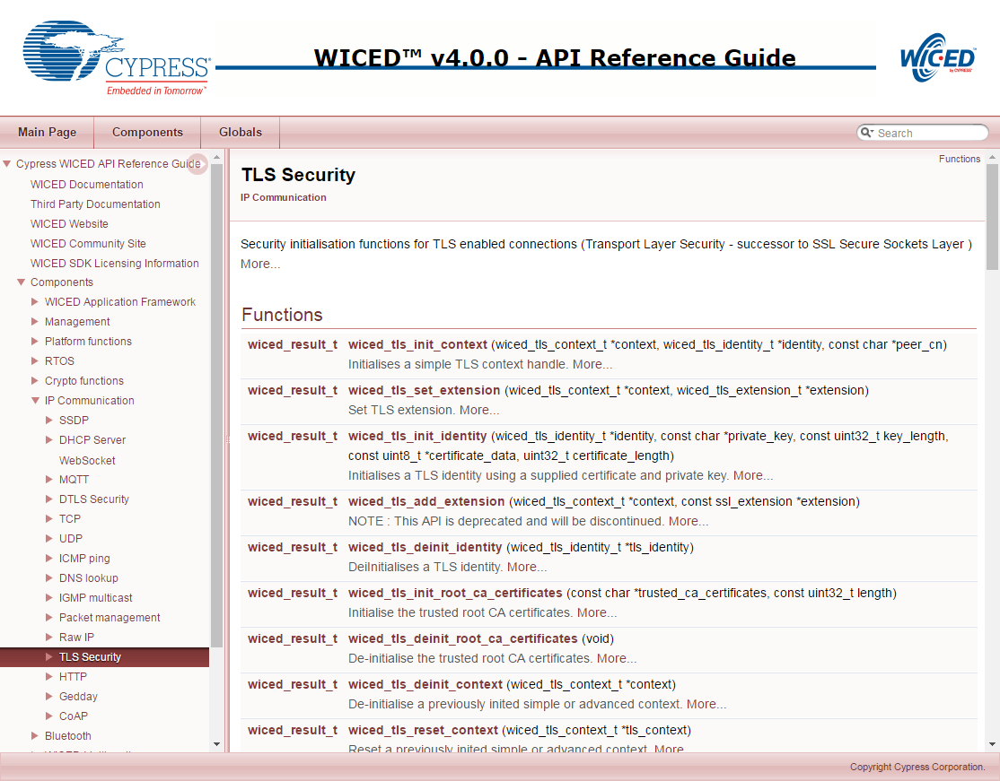 CYPRESS
Embedded in Tomorrow™
WICED™ v4.0.0 - API Reference Guide
WICED™
by CYPRESS
Main Page
Components
Globals
Search
Cypress WICED API Reference Guide
WICED Documentation
Third Party Documentation
WICED Website
WICED Community Site
WICED SDK Licensing Information
Components
WICED Application Framework
Management
Platform functions
RTOS
Crypto functions
IP Communication
SSDP
DHCP Server
WebSocket
MQTT
DTLS Security
TCP
UDP
ICMP ping
DNS lookup
IGMP multicast
Packet management
Raw IP
TLS Security
HTTP
Gedday
CoAP
Bluetooth
Functions
TLS Security
IP Communication
Security initialisation functions for TLS enabled connections (Transport Layer Security - successor to SSL Secure Sockets Layer )
More...
Functions
wiced_result_t wiced_tls_init_context (wiced_tls_context_t *context, wiced_tls_identity_t *identity, const char *peer_cn)
Initialises a simple TLS context handle. More...
wiced_result_t wiced_tls_set_extension (wiced_tls_context_t *context, wiced_tls_extension_t *extension)
Set TLS extension. More...
wiced_result_t wiced_tls_init_identity (wiced_tls_identity_t *identity, const char *private_key, const uint32_t key_length,
const uint8_t *certificate_data, uint32_t certificate_length)
Initialises a TLS identity using a supplied certificate and private key. More...
wiced_result_t wiced_tls_add_extension (wiced_tls_context_t *context, const ssl_extension *extension)
NOTE : This API is deprecated and will be discontinued. More...
wiced_result_t wiced_tls_deinit_identity (wiced_tls_identity_t *tls_identity)
DeiInitialises a TLS identity. More...
wiced_result_t wiced_tls_init_root_ca_certificates (const char *trusted_ca_certificates, const uint32_t length)
Initialise the trusted root CA certificates. More...
wiced_result_t wiced_tls_deinit_root_ca_certificates (void)
De-initialise the trusted root CA certificates. More...
wiced_result_t wiced_tls_deinit_context (wiced_tls_context_t *context)
De-initialise a previously inited simple or advanced context. More...
wiced_result_t wiced_tls_reset_context (wiced_tls_context_t *tls_context)
Reset a previously inited simple or advanced context. More...
Copyright Cypress Corporation.